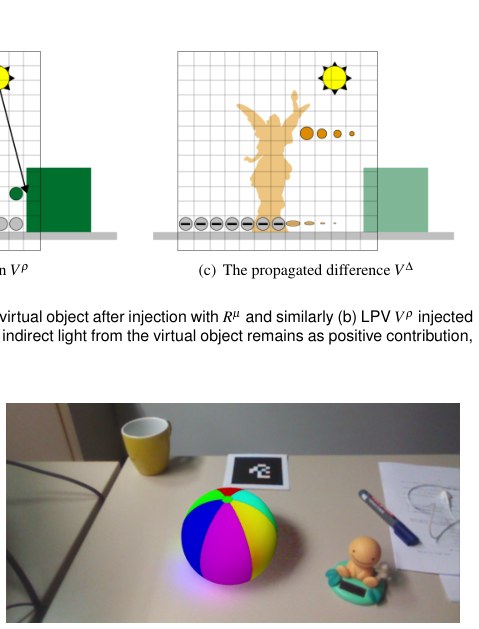 n V^ρ
(c) The propagated difference V^Δ
virtual object after injection with R^μ and similarly (b) LPV V^ρ injected
indirect light from the virtual object remains as positive contribution,